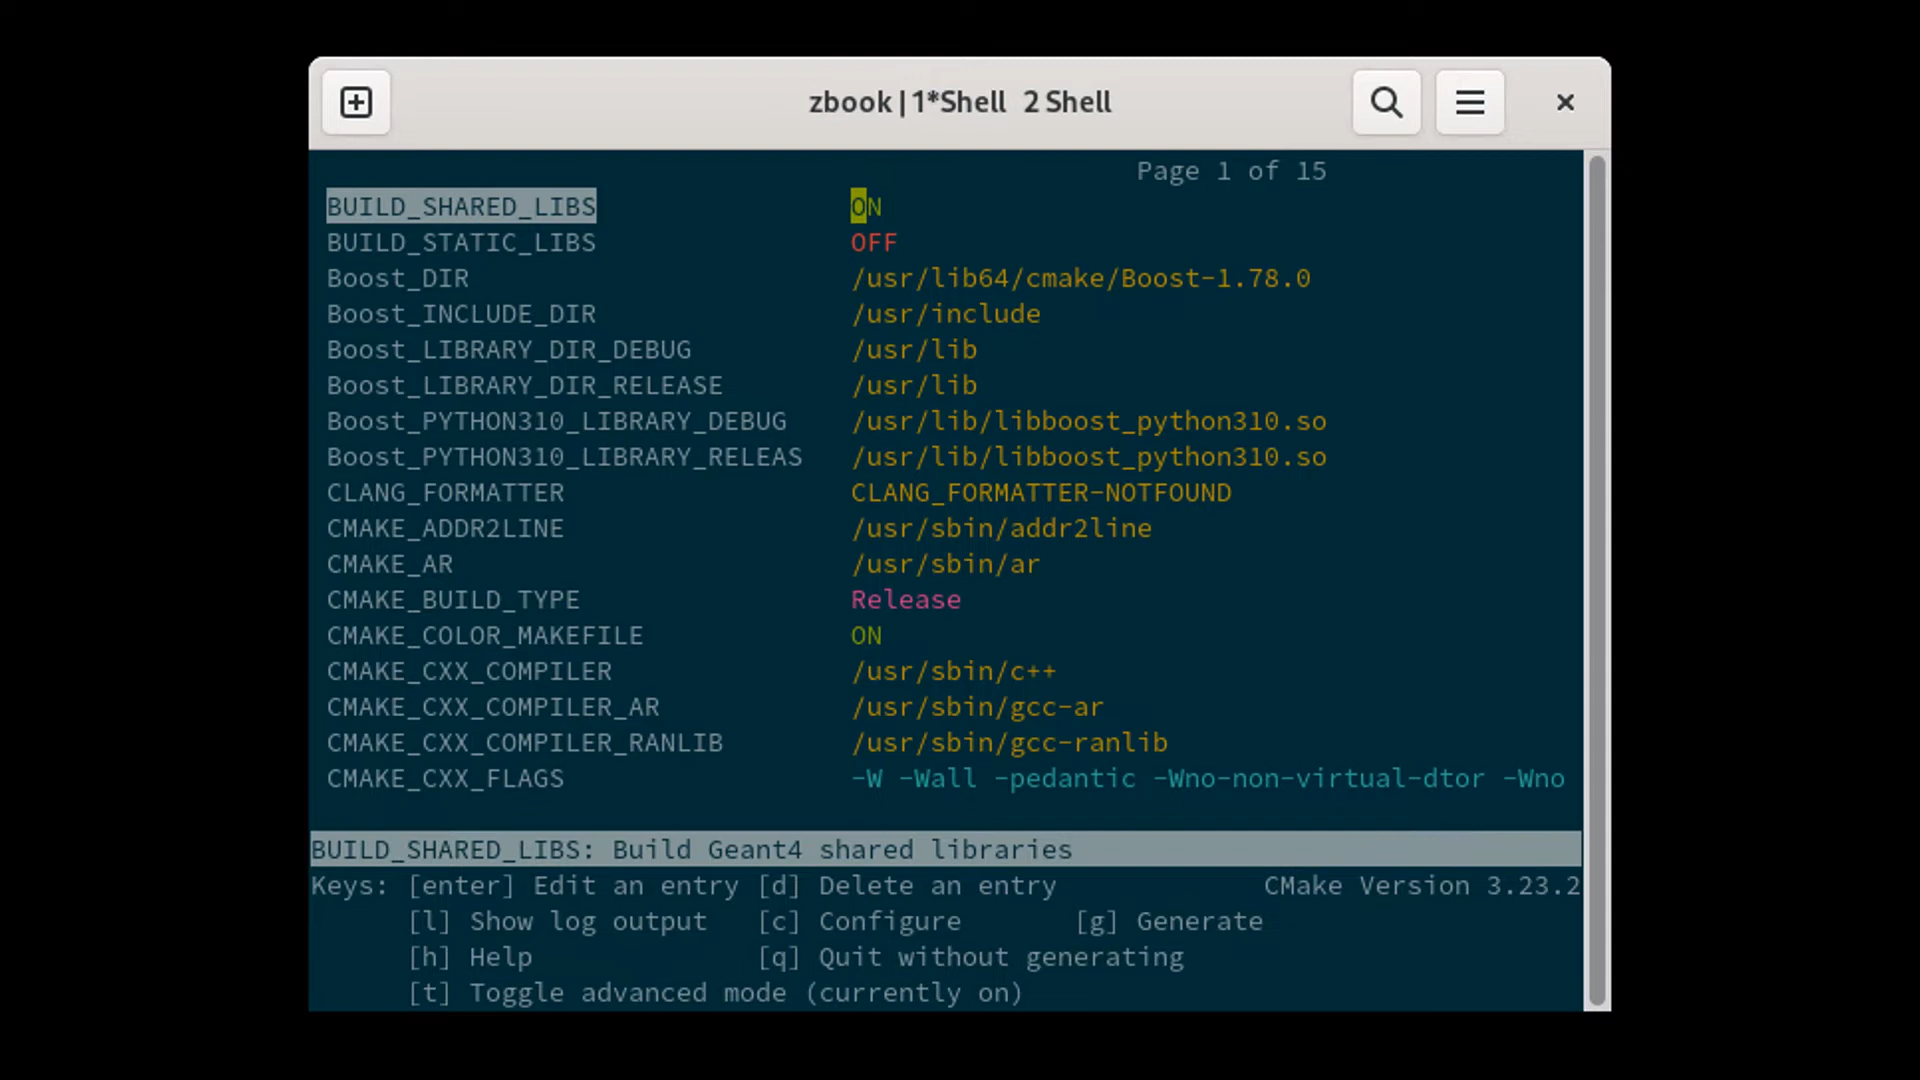 zbook | 1*Shell 2 Shell
Page 1 of 15
BUILD_SHARED_LIBS ON
BUILD_STATIC_LIBS OFF
Boost_DIR /usr/lib64/cmake/Boost-1.78.0
Boost_INCLUDE_DIR /usr/include
Boost_LIBRARY_DIR_DEBUG /usr/lib
Boost_LIBRARY_DIR_RELEASE /usr/lib
Boost_PYTHON310_LIBRARY_DEBUG /usr/lib/libboost_python310.so
Boost_PYTHON310_LIBRARY_RELEAS /usr/lib/libboost_python310.so
CLANG_FORMATTER CLANG_FORMATTER-NOTFOUND
CMAKE_ADDR2LINE /usr/sbin/addr2line
CMAKE_AR /usr/sbin/ar
CMAKE_BUILD_TYPE Release
CMAKE_COLOR_MAKEFILE ON
CMAKE_CXX_COMPILER /usr/sbin/c++
CMAKE_CXX_COMPILER_AR /usr/sbin/gcc-ar
CMAKE_CXX_COMPILER_RANLIB /usr/sbin/gcc-ranlib
CMAKE_CXX_FLAGS -W -Wall -pedantic -Wno-non-virtual-dtor -Wno
BUILD_SHARED_LIBS: Build Geant4 shared libraries
Keys: [enter] Edit an entry [d] Delete an entry CMake Version 3.23.2
[l] Show log output [c] Configure [g] Generate
[h] Help [q] Quit without generating
[t] Toggle advanced mode (currently on)